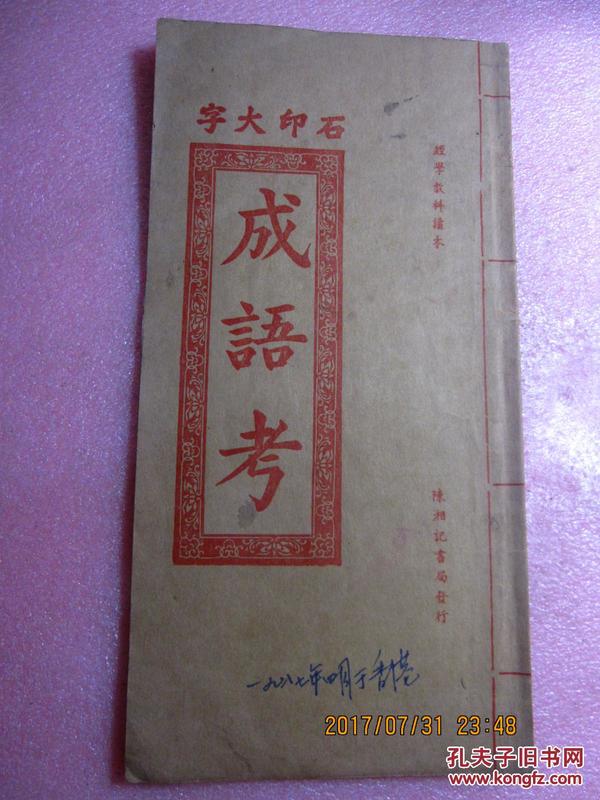 字大印石
成語考
經學教科讀本
陳湘記書局發行
一九八七年四月于香港
2017/07/31 23:48
孔夫子旧书网
www.kongfz.com